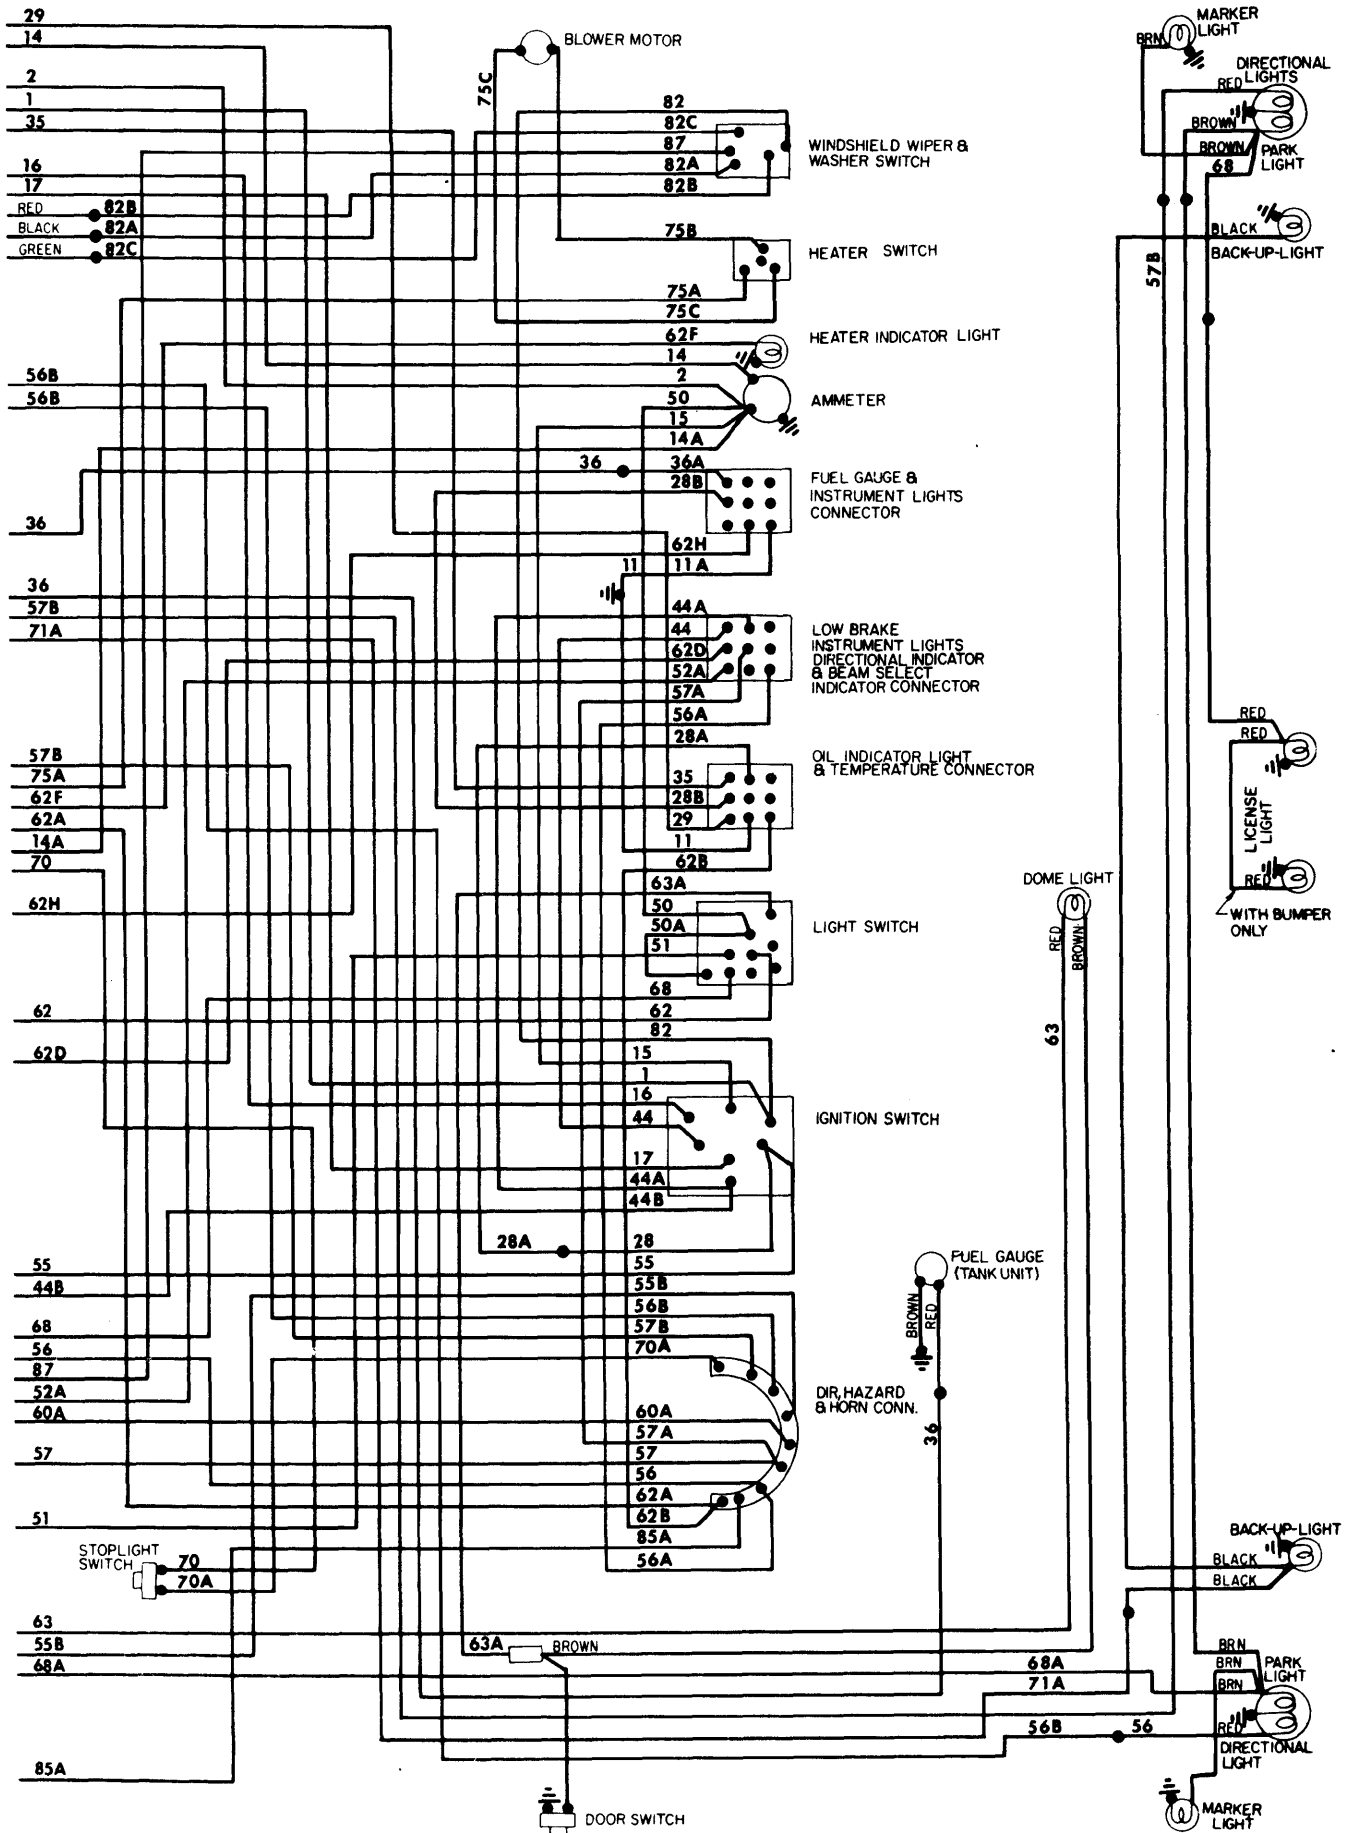 29
14
2
1
35
16
17
RED 82B
BLACK 82A
GREEN 82C
56B
56B
36
36
57B
71A
57B
75A
62F
62A
14A
70
62H
62
62D
55
44B
68
56
87
52A
60A
57
51
STOPLIGHT
SWITCH
70
70A
63
55B
68A
85A
BLOWER MOTOR
75C
82
82C
87
82A
82B
WINDSHIELD WIPER &
WASHER SWITCH
75B
HEATER SWITCH
75A
75C
62F
HEATER INDICATOR LIGHT
14
2
50
AMMETER
15
14A
36
36A
28B
FUEL GAUGE &
INSTRUMENT LIGHTS
CONNECTOR
62H
11
11A
44A
44
62D
52A
57A
56A
LOW BRAKE
INSTRUMENT LIGHTS
DIRECTIONAL INDICATOR
& BEAM SELECT
INDICATOR CONNECTOR
28A
35
28B
29
11
62B
OIL INDICATOR LIGHT
& TEMPERATURE CONNECTOR
63A
50
50A
51
68
62
LIGHT SWITCH
82
15
1
16
44
17
44A
44B
IGNITION SWITCH
28A
28
55
55B
56B
57B
70A
60A
57A
57
56
62A
62B
85A
56A
DIR, HAZARD
& HORN CONN.
FUEL GAUGE
(TANK UNIT)
BROWN
RED
36
DOME LIGHT
RED
BROWN
63
63A
BROWN
DOOR SWITCH
MARKER
LIGHT
BRN
DIRECTIONAL
LIGHTS
RED
BROWN
BROWN
PARK
LIGHT
68
BLACK
BACK-UP-LIGHT
57B
RED
RED
LICENSE
LIGHT
RED
WITH BUMPER
ONLY
BACK-UP-LIGHT
BLACK
BLACK
BRN
BRN
PARK
LIGHT
BRN
68A
71A
56B
56
RED
DIRECTIONAL
LIGHT
MARKER
LIGHT